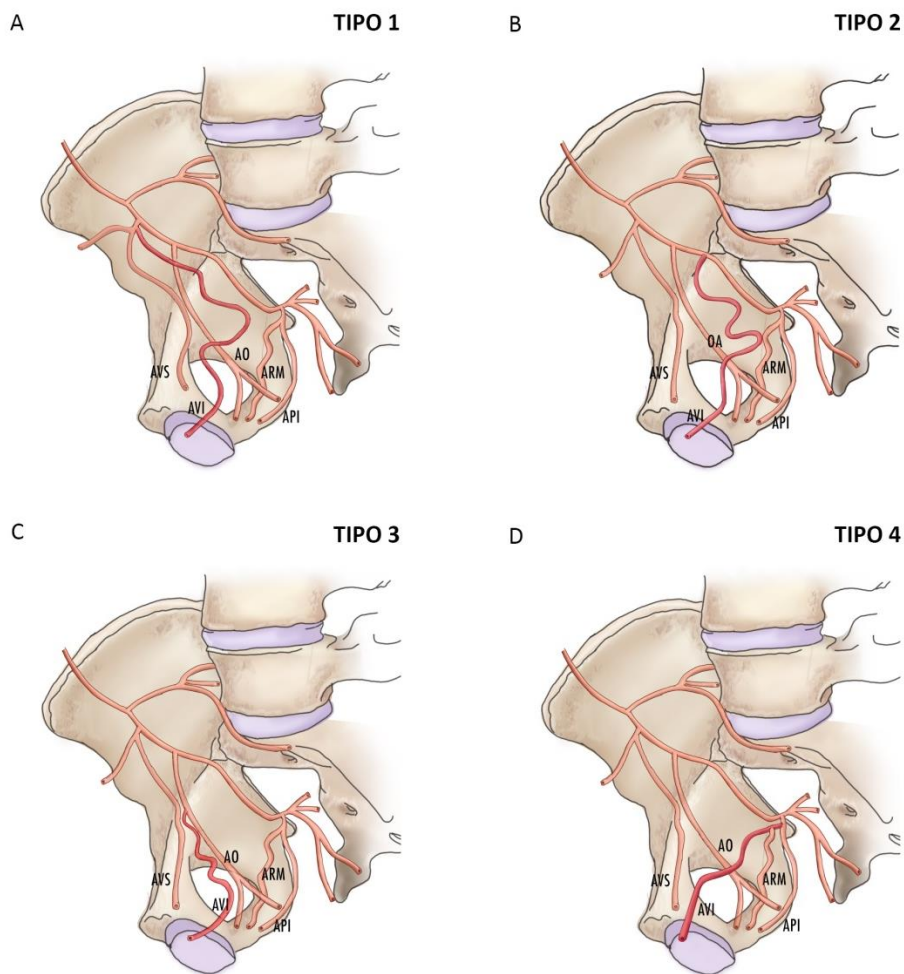 A TIPO 1
AVS
AO
ARM
AVI
API
B TIPO 2
AVS
OA
ARM
AVI
API
C TIPO 3
AVS
AO
ARM
AVI
API
D TIPO 4
AVS
AO
ARM
AVI
API